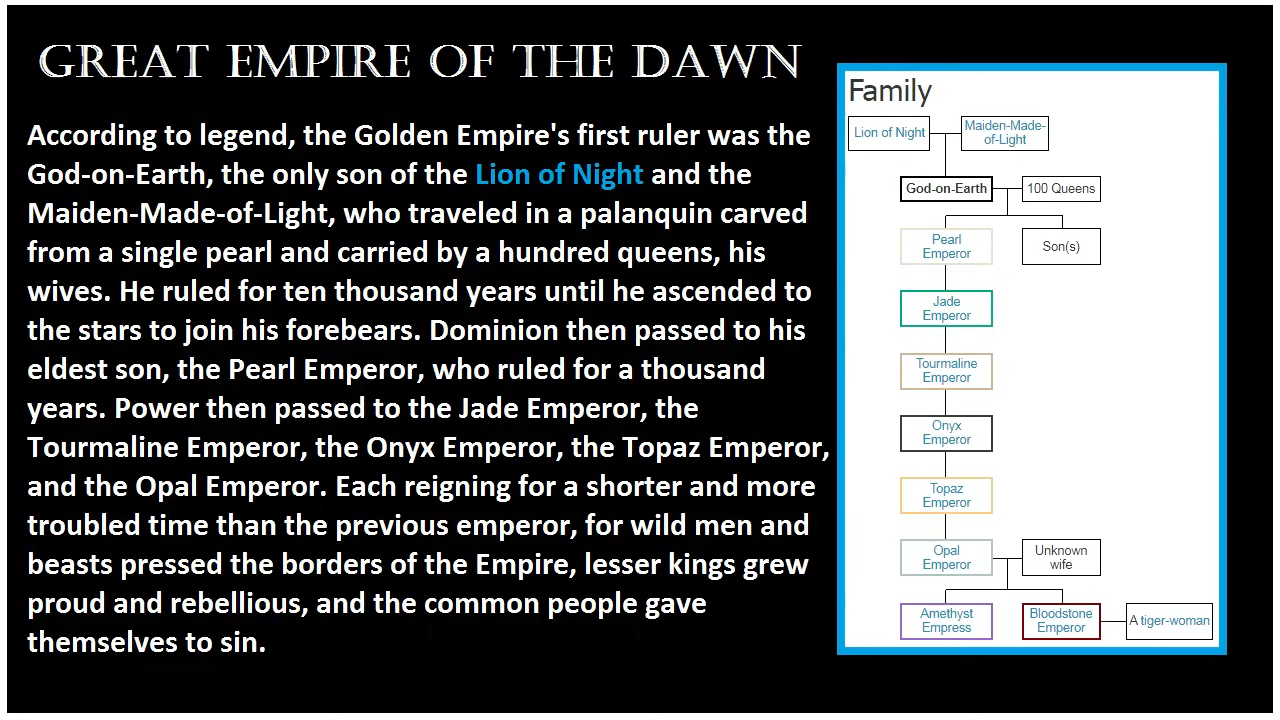 GREAT EMPIRE OF THE DAWN
According to legend, the Golden Empire's first ruler was the
God-on-Earth, the only son of the Lion of Night and the
Maiden-Made-of-Light, who traveled in a palanquin carved
from a single pearl and carried by a hundred queens, his
wives. He ruled for ten thousand years until he ascended to
the stars to join his forebears. Dominion then passed to his
eldest son, the Pearl Emperor, who ruled for a thousand
years. Power then passed to the Jade Emperor, the
Tourmaline Emperor, the Onyx Emperor, the Topaz Emperor,
and the Opal Emperor. Each reigning for a shorter and more
troubled time than the previous emperor, for wild men and
beasts pressed the borders of the Empire, lesser kings grew
proud and rebellious, and the common people gave
themselves to sin.
Family
Lion of Night
Maiden-Made-
of-Light
God-on-Earth
100 Queens
Pearl
Emperor
Son(s)
Jade
Emperor
Tourmaline
Emperor
Onyx
Emperor
Topaz
Emperor
Opal
Emperor
Unknown
wife
Amethyst
Empress
Bloodstone
Emperor
A tiger-woman